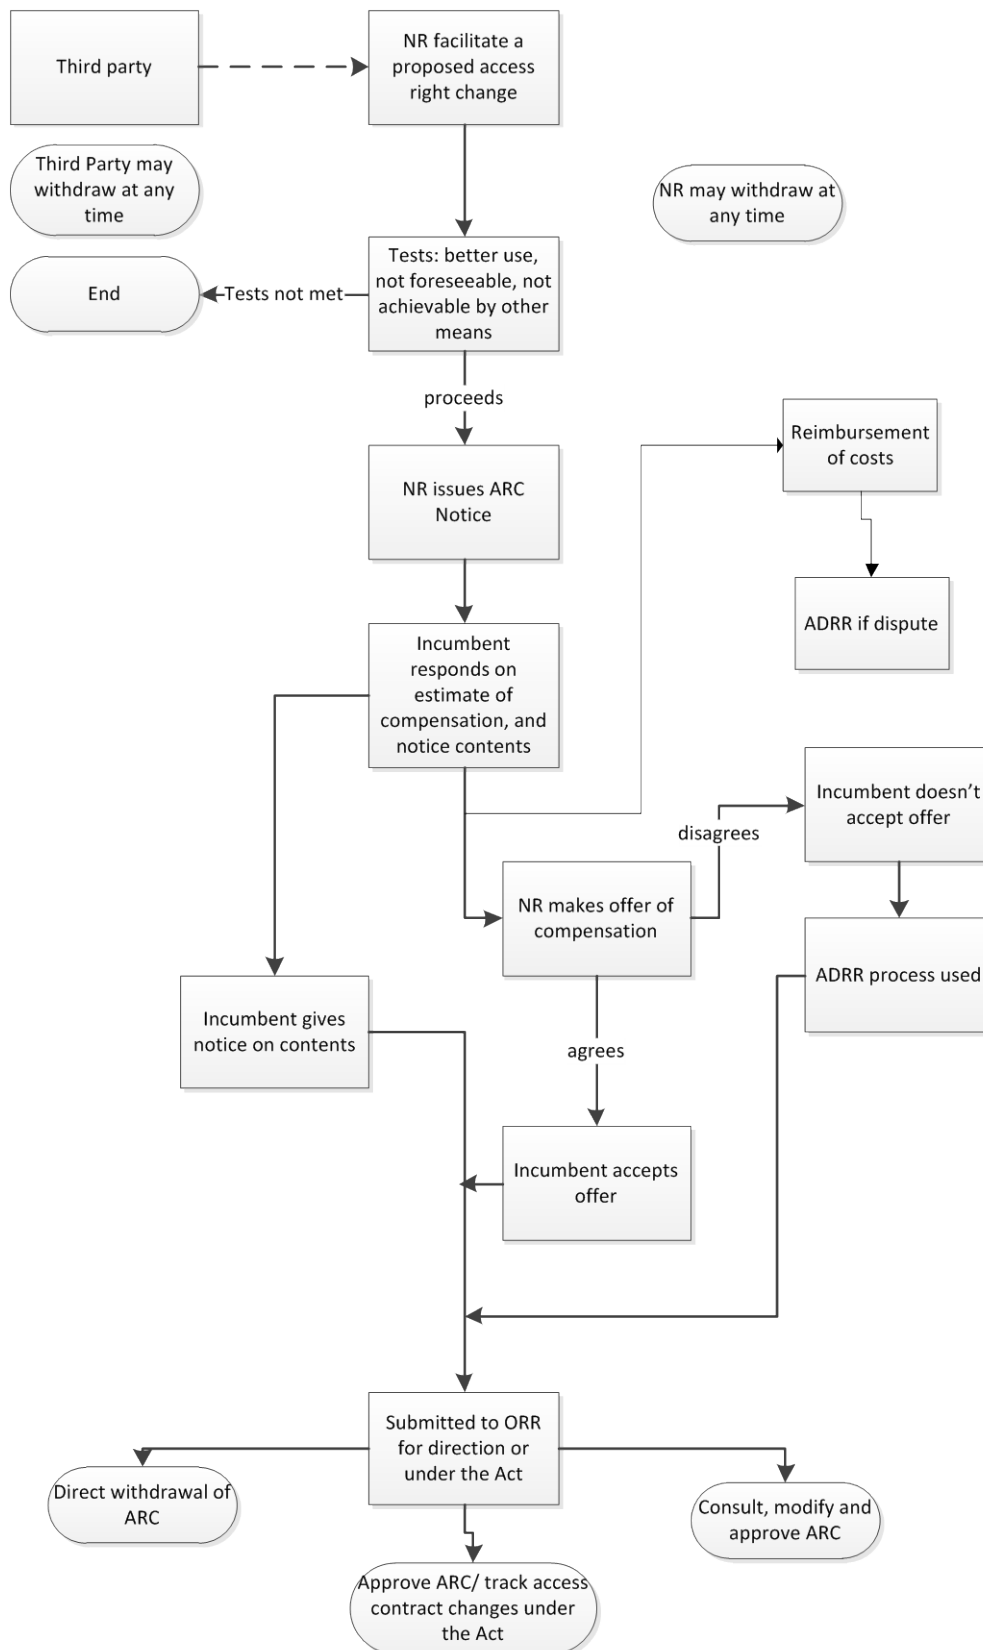 Third party
NR facilitate a
proposed access
right change
Third Party may
withdraw at any
time
NR may withdraw at
any time
End
Tests not met
Tests: better use,
not foreseeable, not
achievable by other
means
proceeds
Reimbursement
of costs
NR issues ARC
Notice
ADRR if dispute
Incumbent
responds on
estimate of
compensation, and
notice contents
Incumbent doesn’t
accept offer
disagrees
NR makes offer of
compensation
ADRR process used
Incumbent gives
notice on contents
agrees
Incumbent accepts
offer
Submitted to ORR
for direction or
under the Act
Direct withdrawal of
ARC
Consult, modify and
approve ARC
Approve ARC/ track access
contract changes under
the Act